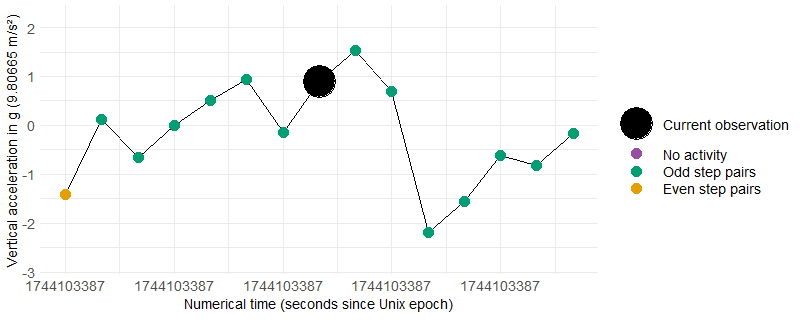 Vertical acceleration in g (9.80665 m/s²)
2
1
0
-1
-2
-3
1744103387 1744103387 1744103387 1744103387 1744103387
Numerical time (seconds since Unix epoch)
Current observation
No activity
Odd step pairs
Even step pairs